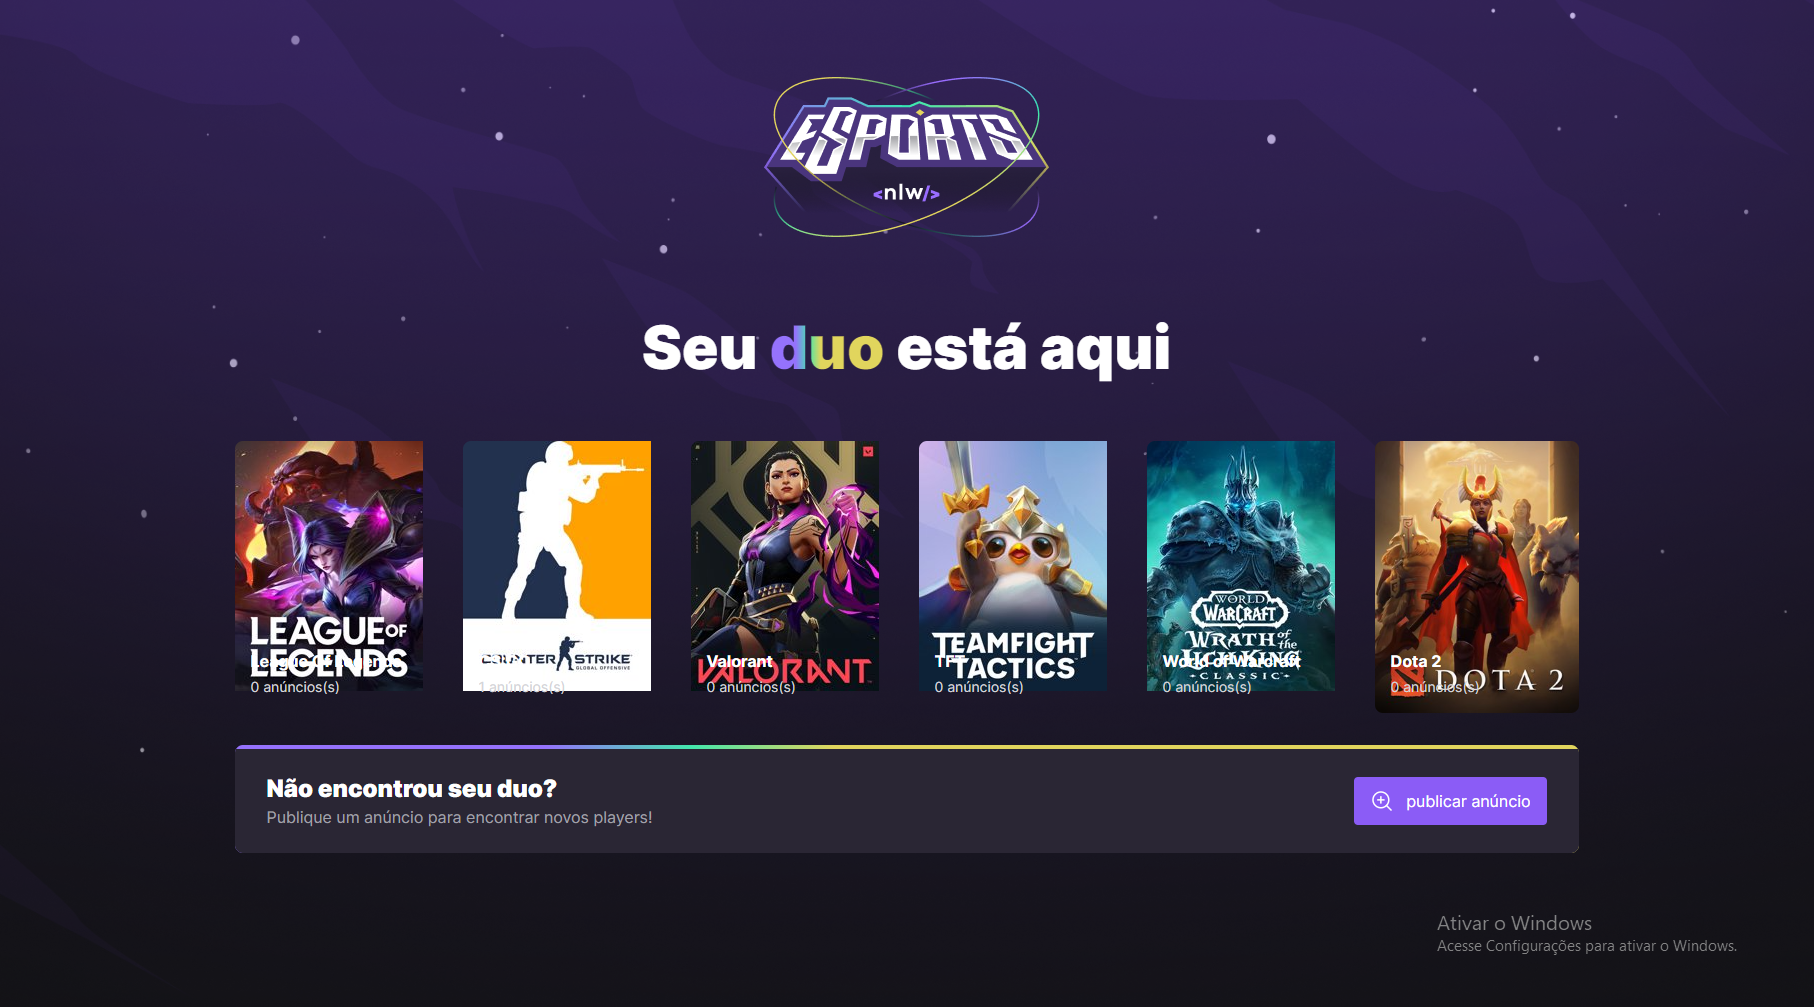 ESPORTS
<nlw/>
Seu duo está aqui
LEAGUE OF
LEGENDS
League Of Legends
0 anúncios(s)
COUNTER STRIKE
GLOBAL OFFENSIVE
1 anúncios(s)
VALORANT
Valorant
0 anúncios(s)
TEAMFIGHT
TACTICS
TFT
0 anúncios(s)
WORLD
OF
WARCRAFT
WRATH of the
LICH KING
CLASSIC
World of Warcraft
0 anúncios(s)
Dota 2
DOTA 2
0 anúncios(s)
Não encontrou seu duo?
Publique um anúncio para encontrar novos players!
publicar anúncio
Ativar o Windows
Acesse Configurações para ativar o Windows.